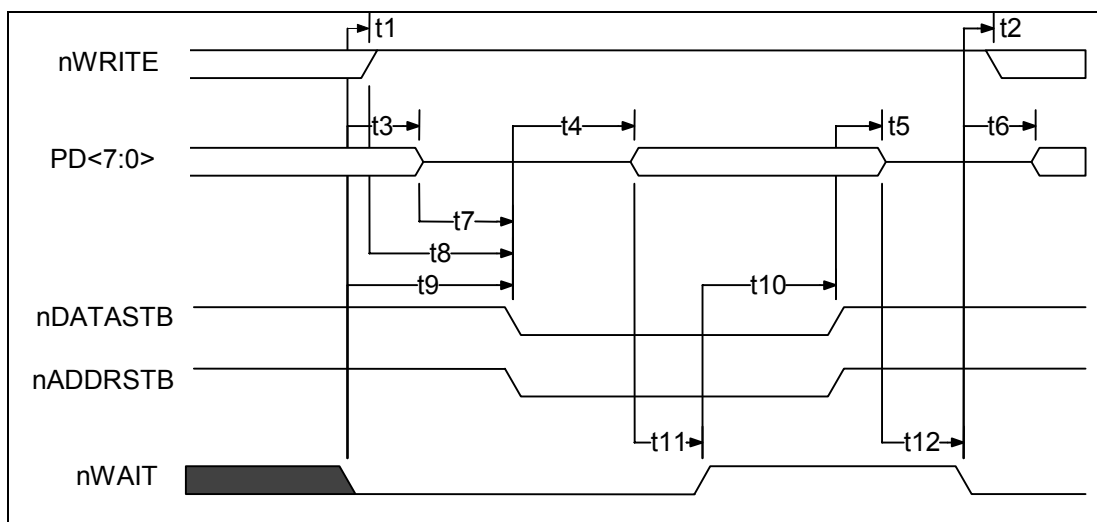 t1
t2
nWRITE
t3
t4
t5
t6
PD<7:0>
t7
t8
t9
t10
nDATASTB
nADDRSTB
t11
t12
nWAIT